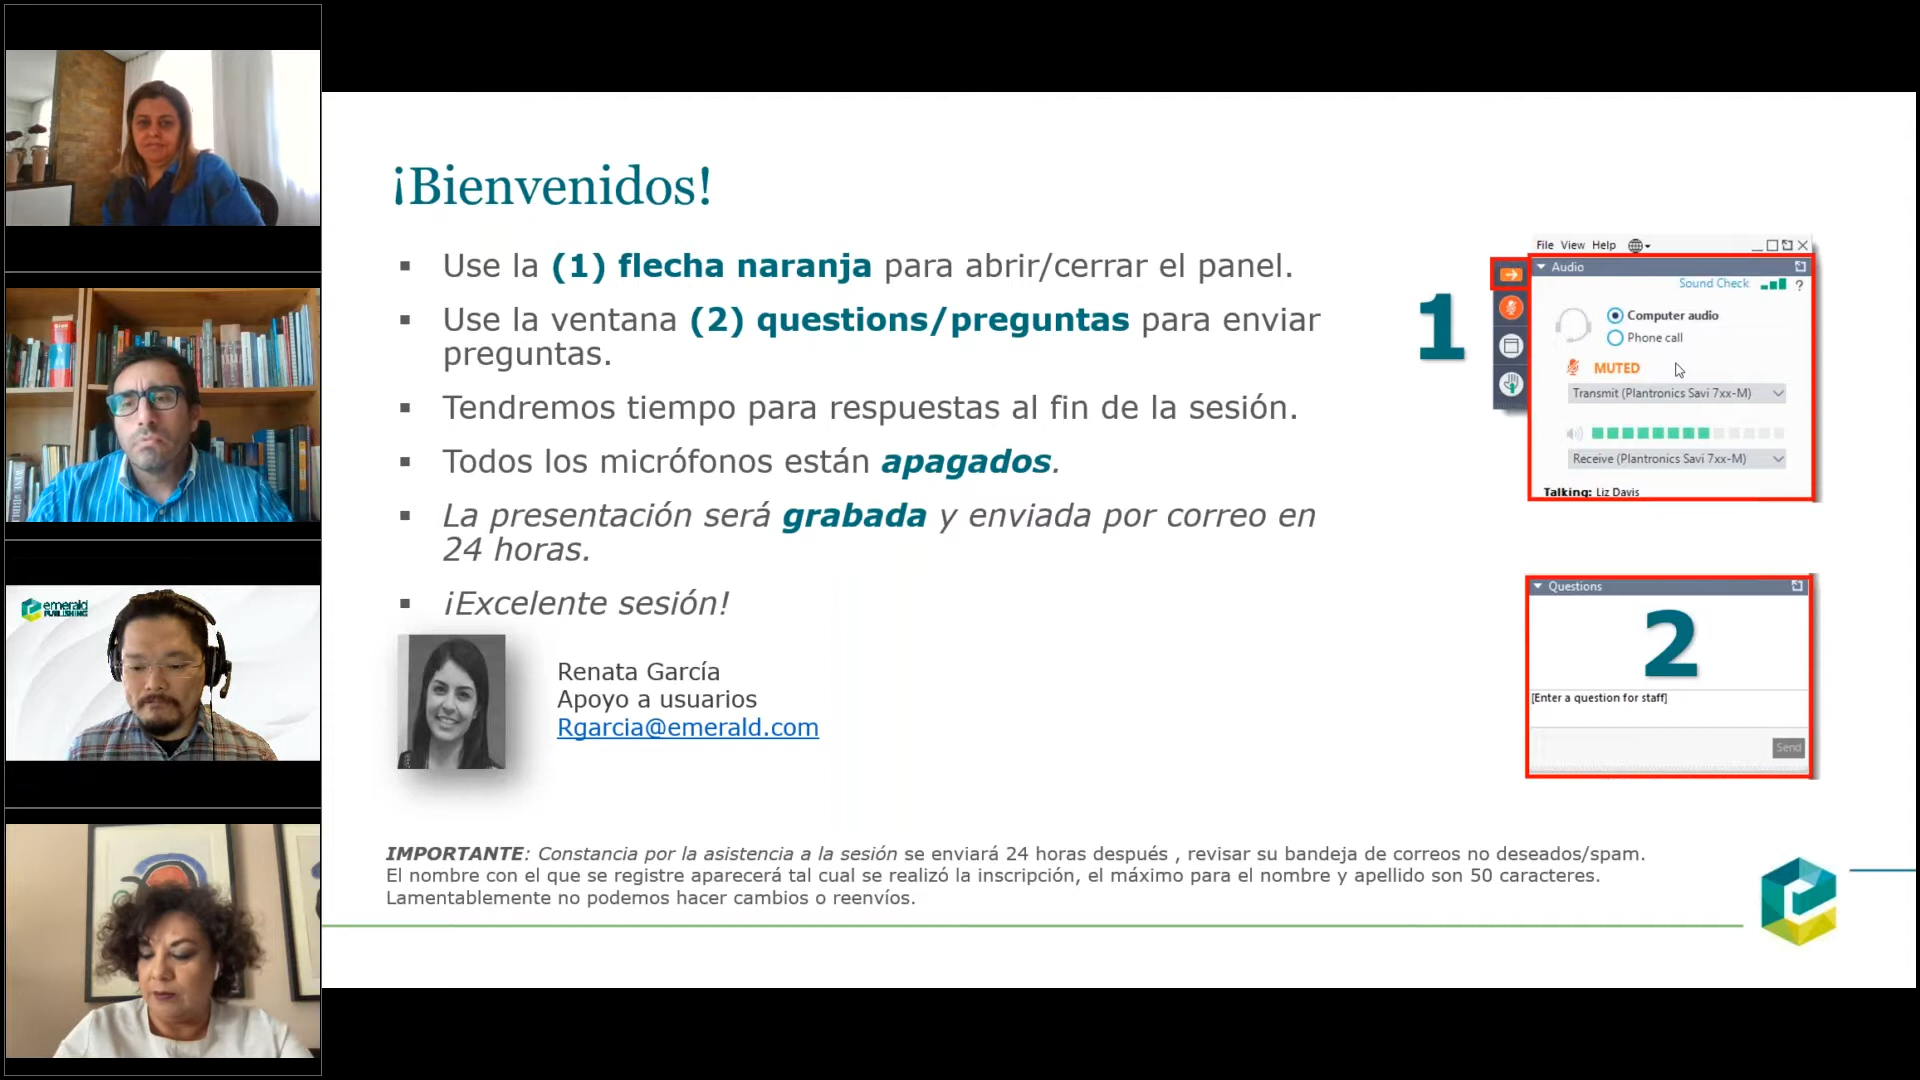 ¡Bienvenidos!
Use la (1) flecha naranja para abrir/cerrar el panel.
Use la ventana (2) questions/preguntas para enviar
preguntas.
Tendremos tiempo para respuestas al fin de la sesión.
Todos los micrófonos están apagados.
La presentación será grabada y enviada por correo en
24 horas.
¡Excelente sesión!
Renata García
Apoyo a usuarios
Rgarcia@emerald.com
1
File View Help
Audio
Sound Check
?
Computer audio
Phone call
MUTED
Transmit (Plantronics Savi 7xx-M)
Receive (Plantronics Savi 7xx-M)
Talking: Liz Davis
Questions
2
[Enter a question for staff]
Send
IMPORTANTE: Constancia por la asistencia a la sesión se enviará 24 horas después , revisar su bandeja de correos no deseados/spam.
El nombre con el que se registre aparecerá tal cual se realizó la inscripción, el máximo para el nombre y apellido son 50 caracteres.
Lamentablemente no podemos hacer cambios o reenvíos.
emerald
PUBLISHING